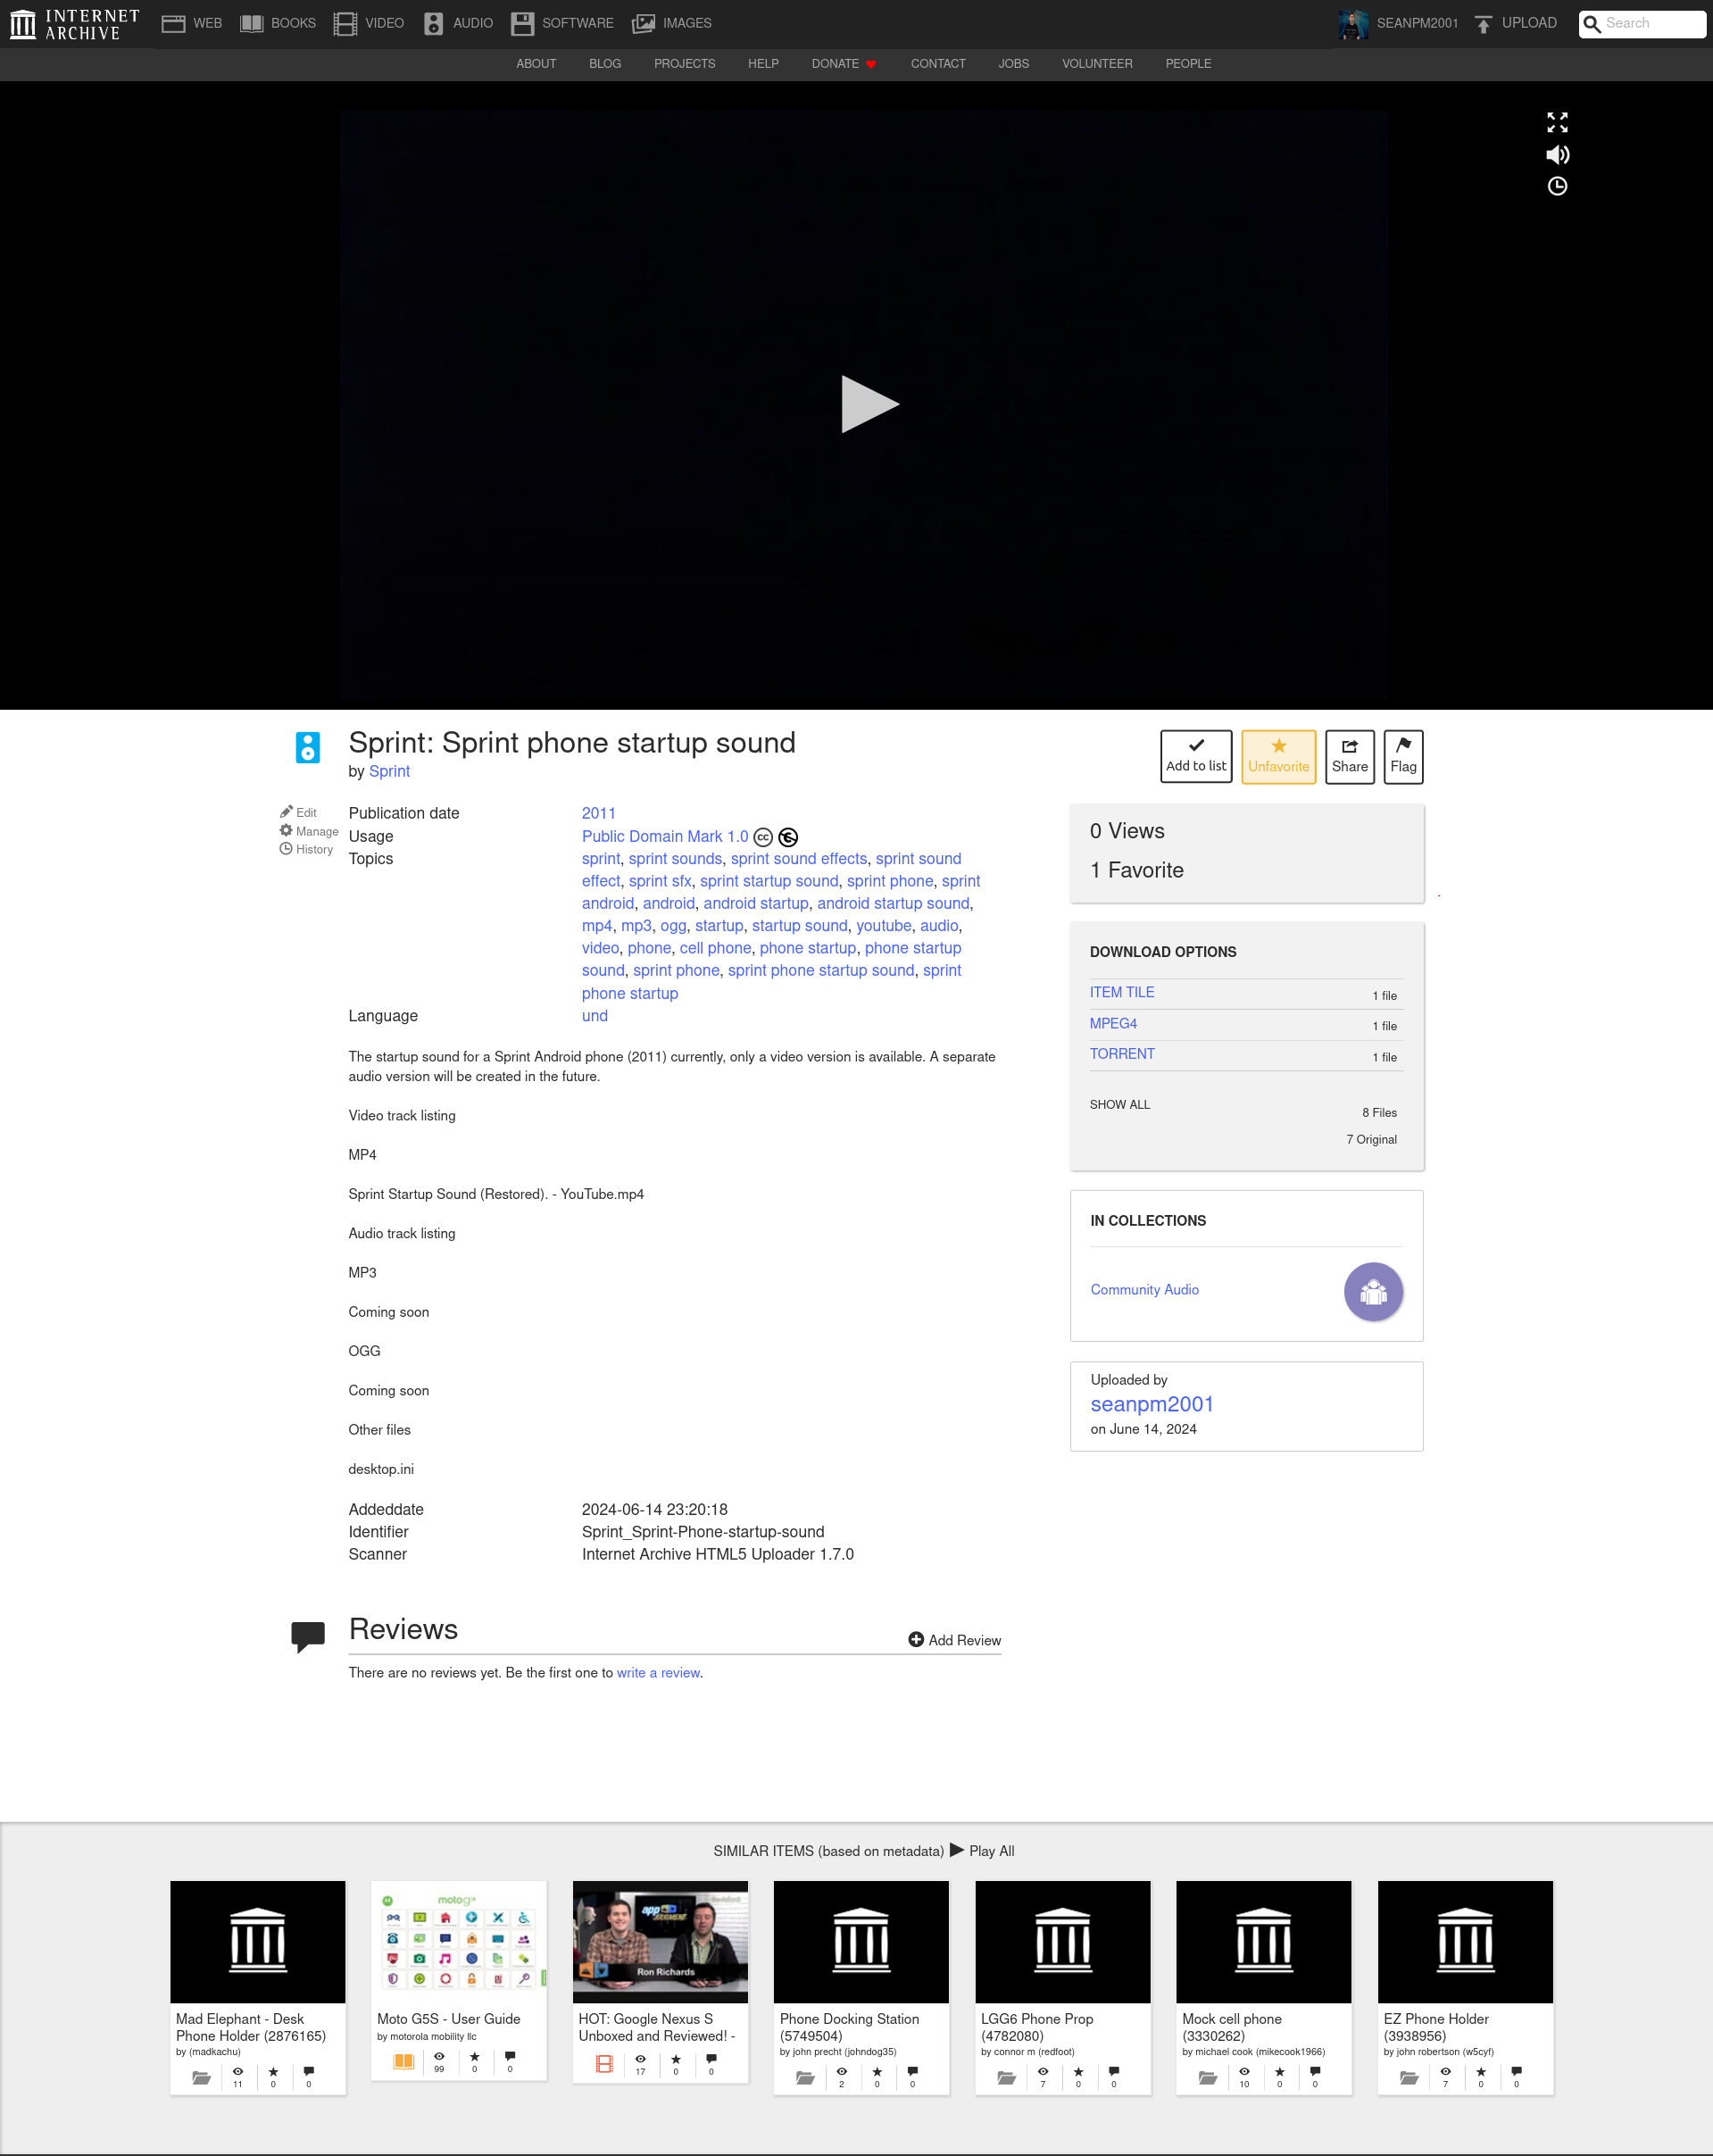 INTERNET ARCHIVE WEB BOOKS VIDEO AUDIO SOFTWARE IMAGES SEANPM2001 UPLOAD Search
ABOUT BLOG PROJECTS HELP DONATE CONTACT JOBS VOLUNTEER PEOPLE
Sprint: Sprint phone startup sound
by Sprint
Add to list Unfavorite Share Flag
Edit
Manage
History
Publication date 2011
Usage Public Domain Mark 1.0
Topics sprint, sprint sounds, sprint sound effects, sprint sound
effect, sprint sfx, sprint startup sound, sprint phone, sprint
android, android, android startup, android startup sound,
mp4, mp3, ogg, startup, startup sound, youtube, audio,
video, phone, cell phone, phone startup, phone startup
sound, sprint phone, sprint phone startup sound, sprint
phone startup
Language und
The startup sound for a Sprint Android phone (2011) currently, only a video version is available. A separate
audio version will be created in the future.
Video track listing
MP4
Sprint Startup Sound (Restored). - YouTube.mp4
Audio track listing
MP3
Coming soon
OGG
Coming soon
Other files
desktop.ini
Addeddate 2024-06-14 23:20:18
Identifier Sprint_Sprint-Phone-startup-sound
Scanner Internet Archive HTML5 Uploader 1.7.0
0 Views
1 Favorite
DOWNLOAD OPTIONS
ITEM TILE 1 file
MPEG4 1 file
TORRENT 1 file
SHOW ALL 8 Files
7 Original
IN COLLECTIONS
Community Audio
Uploaded by
seanpm2001
on June 14, 2024
Reviews
Add Review
There are no reviews yet. Be the first one to write a review.
SIMILAR ITEMS (based on metadata) Play All
Mad Elephant - Desk
Phone Holder (2876165)
by (madkachu)
11 0 0
moto g
Moto G5S - User Guide
by motorola mobility llc
99 0 0
app
JUDGMENT
Ron Richards
HOT: Google Nexus S
Unboxed and Reviewed! -
17 0 0
Phone Docking Station
(5749504)
by john precht (johndog35)
2 0 0
LGG6 Phone Prop
(4782080)
by connor m (redfoot)
7 0 0
Mock cell phone
(3330262)
by michael cook (mikecook1966)
10 0 0
EZ Phone Holder
(3938956)
by john robertson (w5cyf)
7 0 0